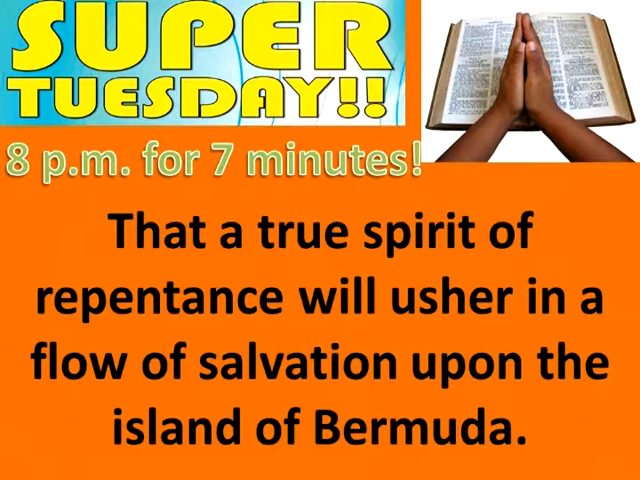 SUPER
TUESDAY!!
8 p.m. for 7 minutes!
That a true spirit of
repentance will usher in a
flow of salvation upon the
island of Bermuda.